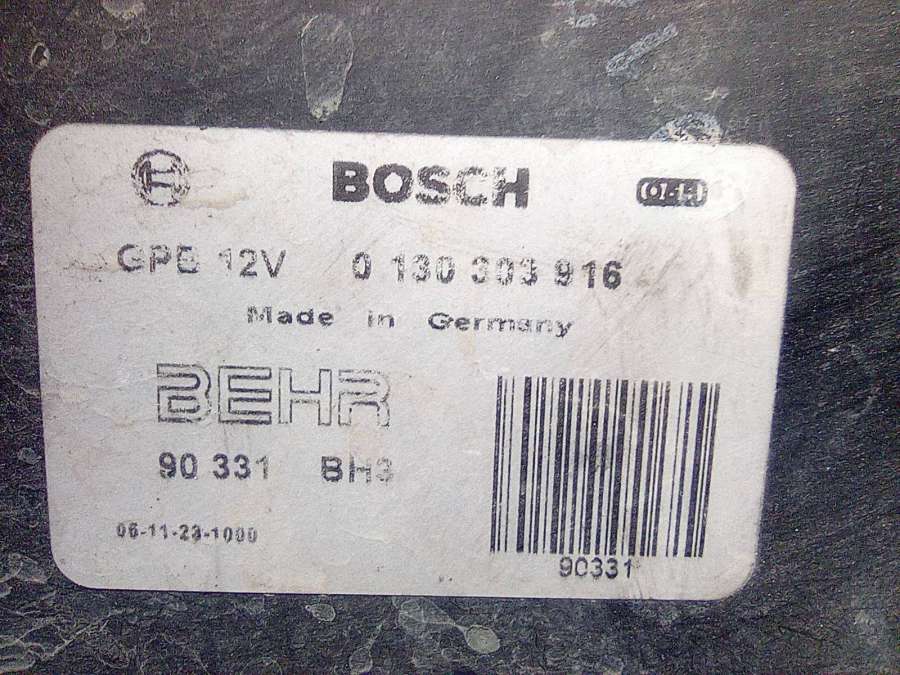 BOSCH
GPB 12V 0 130 303 916
Made in Germany
BEHR
90 331 BH3
06-11-23-1000
90331